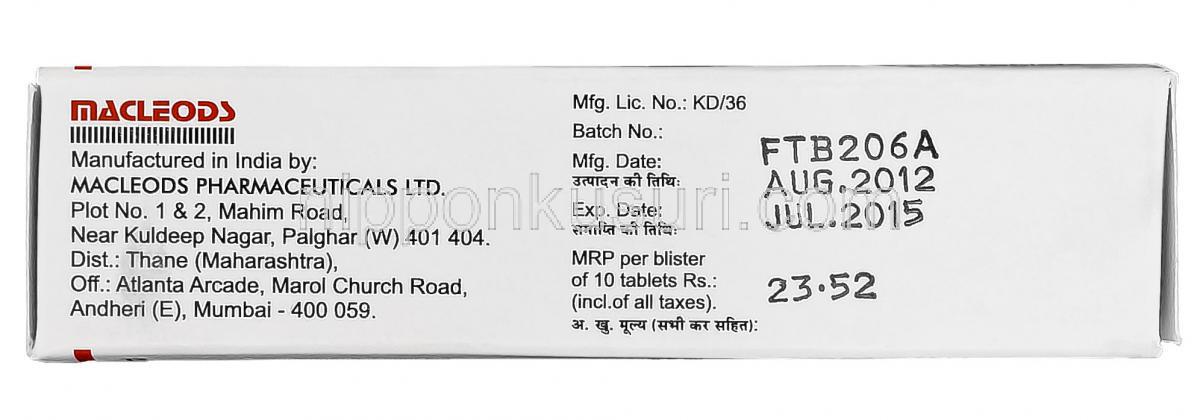 MACLEODS
Manufactured in India by:
MACLEODS PHARMACEUTICALS LTD.
Plot No. 1 & 2, Mahim Road,
Near Kuldeep Nagar, Palghar (W) 401 404.
Dist.: Thane (Maharashtra),
Off.: Atlanta Arcade, Marol Church Road,
Andheri (E), Mumbai - 400 059.
Mfg. Lic. No.: KD/36
Batch No.: FTB206A
Mfg. Date: AUG.2012
उत्पादन की तिथि:
Exp. Date: JUL.2015
समाप्ति की तिथि:
MRP per blister
of 10 tablets Rs.: 23.52
(incl.of all taxes).
अ. खु. मूल्य (सभी कर सहित):
nipponkusuri.com